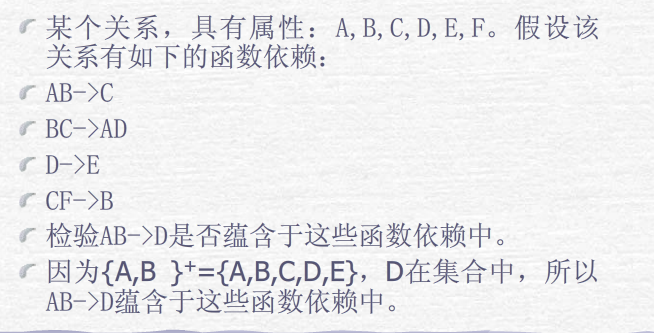 某个关系，具有属性：A,B,C,D,E,F。假设该
关系有如下的函数依赖：
AB->C
BC->AD
D->E
CF->B
检验AB->D是否蕴含于这些函数依赖中。
因为{A,B }⁺={A,B,C,D,E}，D在集合中，所以
AB->D蕴含于这些函数依赖中。